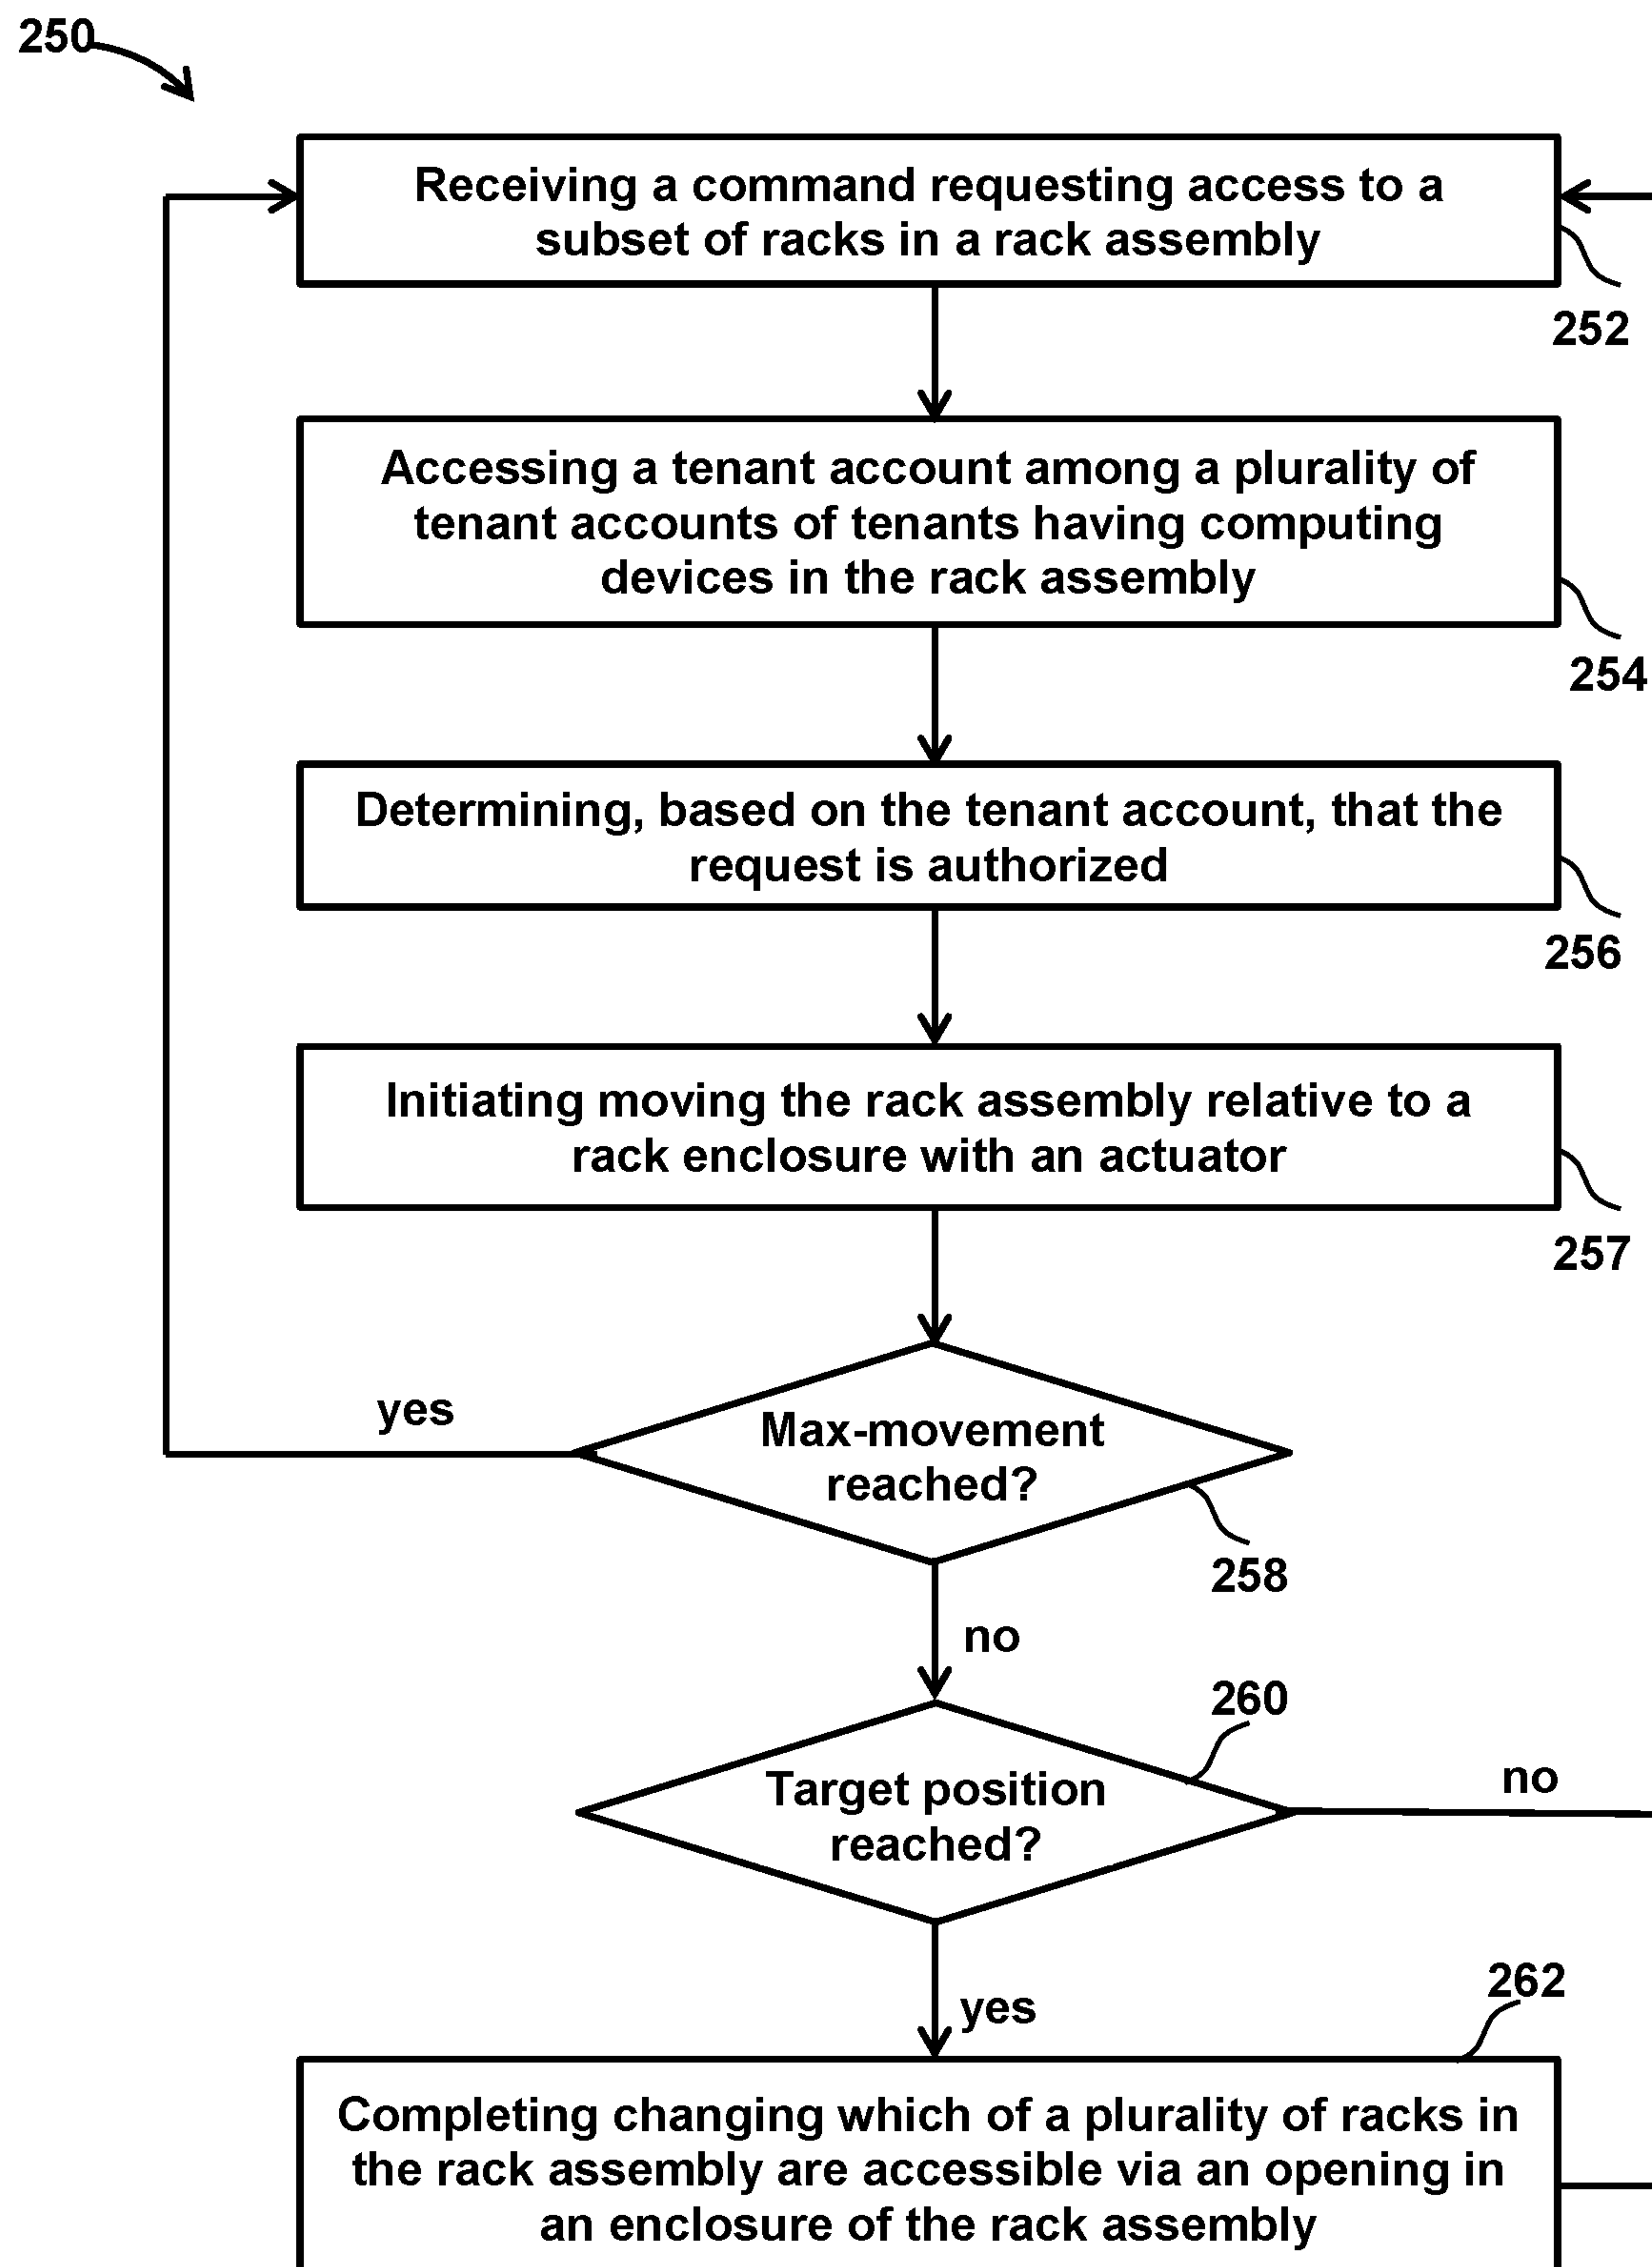 250
Receiving a command requesting access to a
subset of racks in a rack assembly
252
Accessing a tenant account among a plurality of
tenant accounts of tenants having computing
devices in the rack assembly
254
Determining, based on the tenant account, that the
request is authorized
256
Initiating moving the rack assembly relative to a
rack enclosure with an actuator
257
yes
Max-movement
reached?
258
no
260
Target position
reached?
no
yes
262
Completing changing which of a plurality of racks in
the rack assembly are accessible via an opening in
an enclosure of the rack assembly